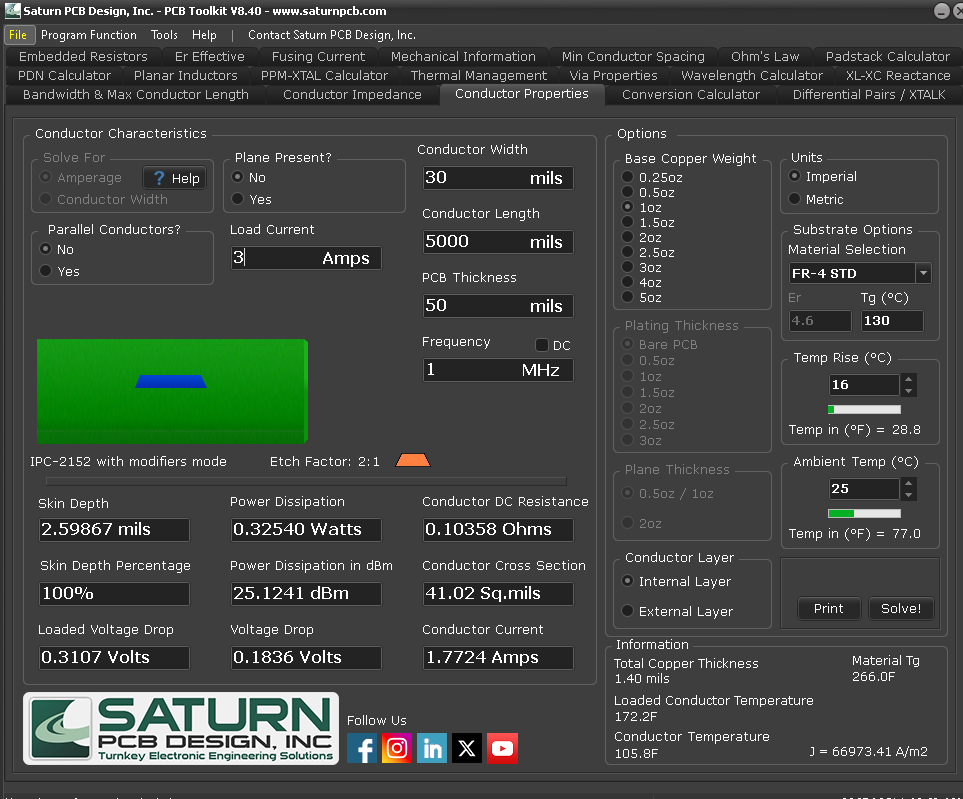 Saturn PCB Design, Inc. - PCB Toolkit V8.40 - www.saturnpcb.com
File Program Function Tools Help | Contact Saturn PCB Design, Inc.
Embedded Resistors Er Effective Fusing Current Mechanical Information Min Conductor Spacing Ohm's Law Padstack Calculator
PDN Calculator Planar Inductors PPM-XTAL Calculator Thermal Management Via Properties Wavelength Calculator XL-XC Reactance
Bandwidth & Max Conductor Length Conductor Impedance Conductor Properties Conversion Calculator Differential Pairs / XTALK
Conductor Characteristics
Solve For
Amperage
? Help
Conductor Width
Plane Present?
No
Yes
Parallel Conductors?
No
Yes
Load Current
3 Amps
Conductor Width
30 mils
Conductor Length
5000 mils
PCB Thickness
50 mils
Frequency DC
1 MHz
IPC-2152 with modifiers mode Etch Factor: 2:1
Skin Depth
2.59867 mils
Power Dissipation
0.32540 Watts
Conductor DC Resistance
0.10358 Ohms
Skin Depth Percentage
100%
Power Dissipation in dBm
25.1241 dBm
Conductor Cross Section
41.02 Sq.mils
Loaded Voltage Drop
0.3107 Volts
Voltage Drop
0.1836 Volts
Conductor Current
1.7724 Amps
Options
Base Copper Weight
0.25oz
0.5oz
1oz
1.5oz
2oz
2.5oz
3oz
4oz
5oz
Plating Thickness
Bare PCB
0.5oz
1oz
1.5oz
2oz
2.5oz
3oz
Plane Thickness
0.5oz / 1oz
2oz
Conductor Layer
Internal Layer
External Layer
Units
Imperial
Metric
Substrate Options
Material Selection
FR-4 STD
Er Tg (°C)
4.6 130
Temp Rise (°C)
16
Temp in (°F) = 28.8
Ambient Temp (°C)
25
Temp in (°F) = 77.0
Print Solve!
Information
Total Copper Thickness
1.40 mils
Material Tg
266.0F
Loaded Conductor Temperature
172.2F
Conductor Temperature
105.8F
J = 66973.41 A/m2
SATURN
PCB DESIGN, INC
Turnkey Electronic Engineering Solutions
Follow Us